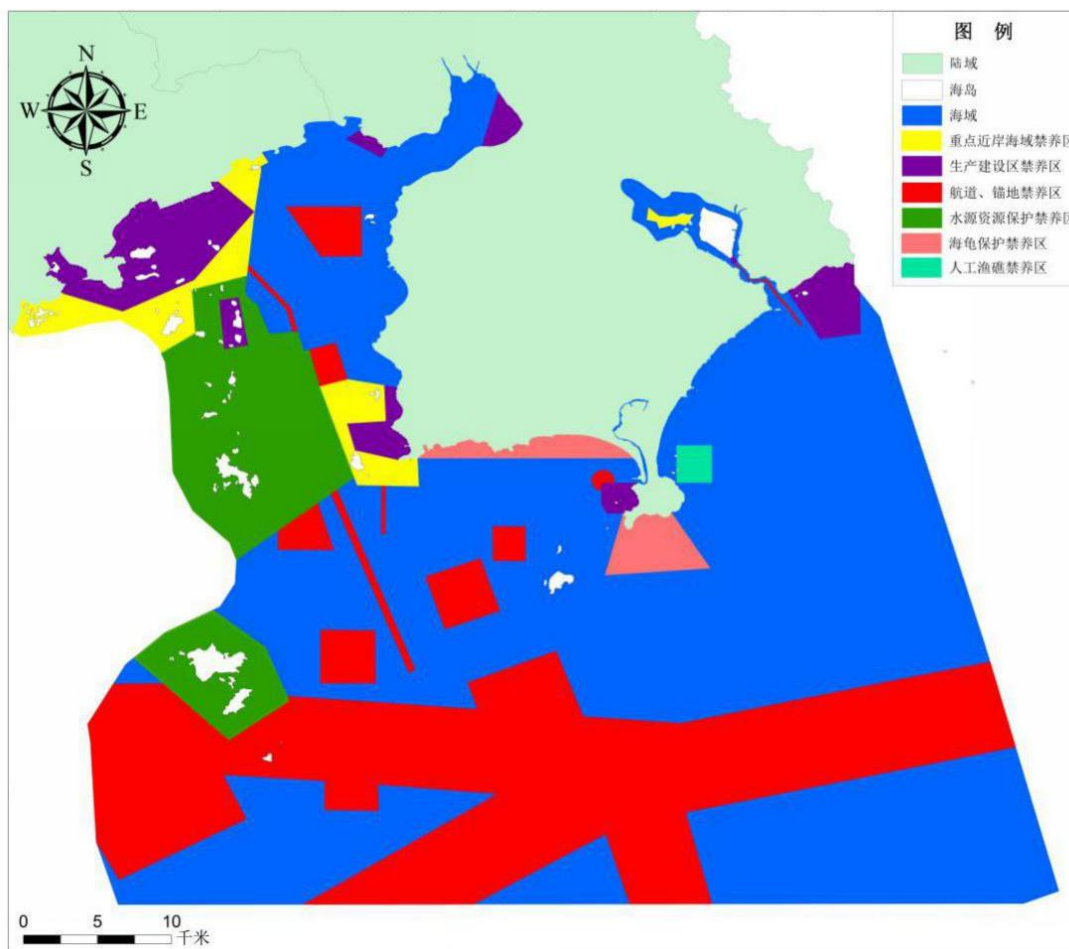 图 例
陆域
海岛
海域
重点近岸海域禁养区
生产建设区禁养区
航道、锚地禁养区
水源资源保护禁养区
海龟保护禁养区
人工渔礁禁养区
N
W E
S
0 5 10
千米